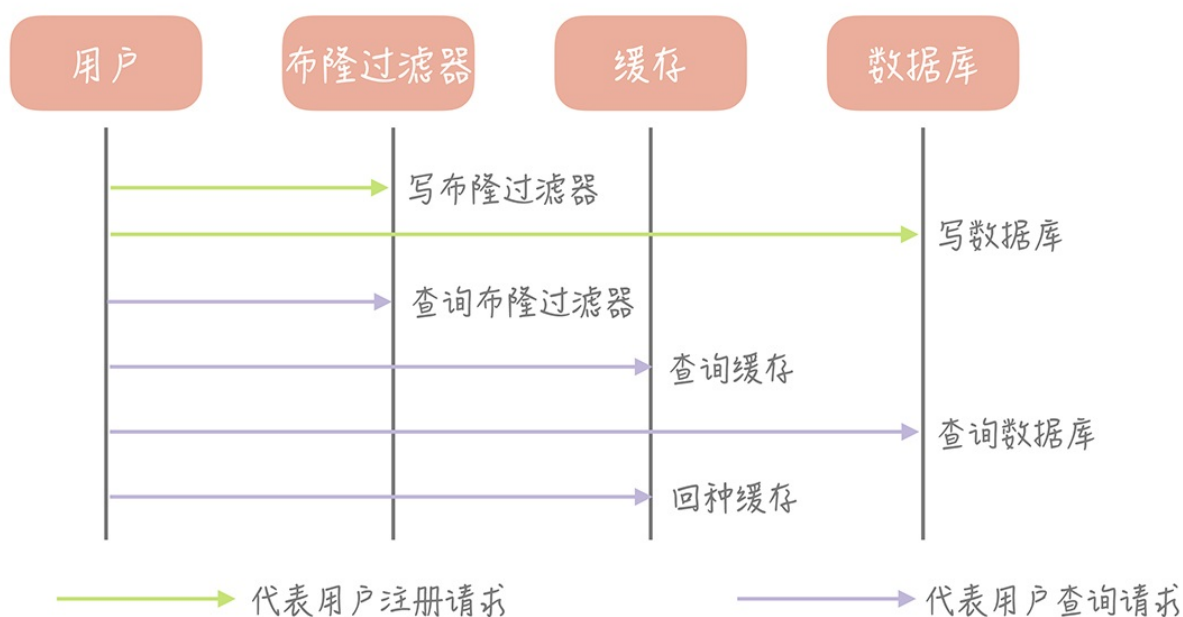 用户
布隆过滤器
缓存
数据库
写布隆过滤器
写数据库
查询布隆过滤器
查询缓存
查询数据库
回种缓存
代表用户注册请求
代表用户查询请求